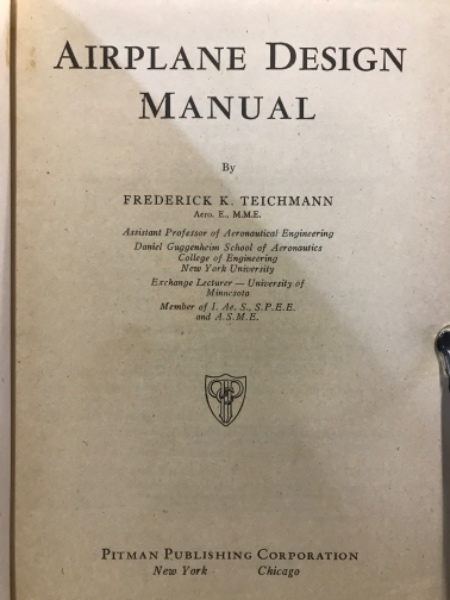 AIRPLANE DESIGN
MANUAL
By
FREDERICK K. TEICHMANN
Aero. E., M.M.E.
Assistant Professor of Aeronautical Engineering
Daniel Guggenheim School of Aeronautics
College of Engineering
New York University
Exchange Lecturer — University of
Minnesota
Member of I. Ae. S., S.P.E.E.
and A.S.M.E.
PITMAN PUBLISHING CORPORATION
New York Chicago